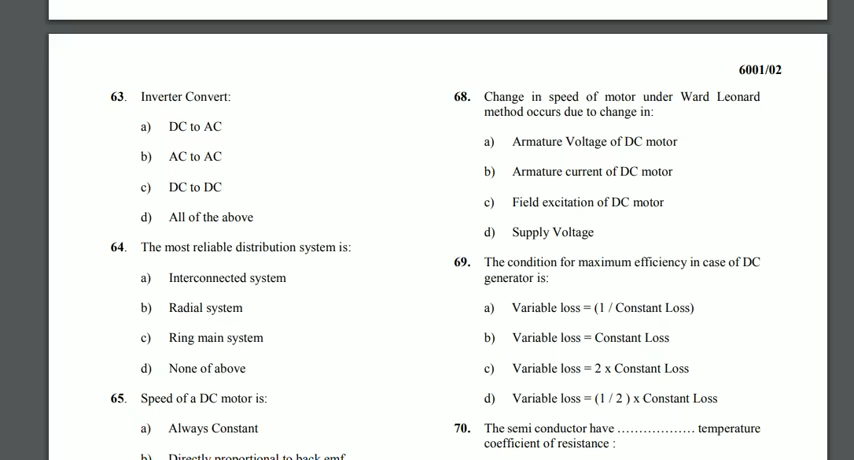 6001/02
63. Inverter Convert:
a) DC to AC
b) AC to AC
c) DC to DC
d) All of the above
64. The most reliable distribution system is:
a) Interconnected system
b) Radial system
c) Ring main system
d) None of above
65. Speed of a DC motor is:
a) Always Constant
b) Directly proportional to back emf
68. Change in speed of motor under Ward Leonard
method occurs due to change in:
a) Armature Voltage of DC motor
b) Armature current of DC motor
c) Field excitation of DC motor
d) Supply Voltage
69. The condition for maximum efficiency in case of DC
generator is:
a) Variable loss = (1 / Constant Loss)
b) Variable loss = Constant Loss
c) Variable loss = 2 x Constant Loss
d) Variable loss = (1 / 2 ) x Constant Loss
70. The semi conductor have ……………… temperature
coefficient of resistance :